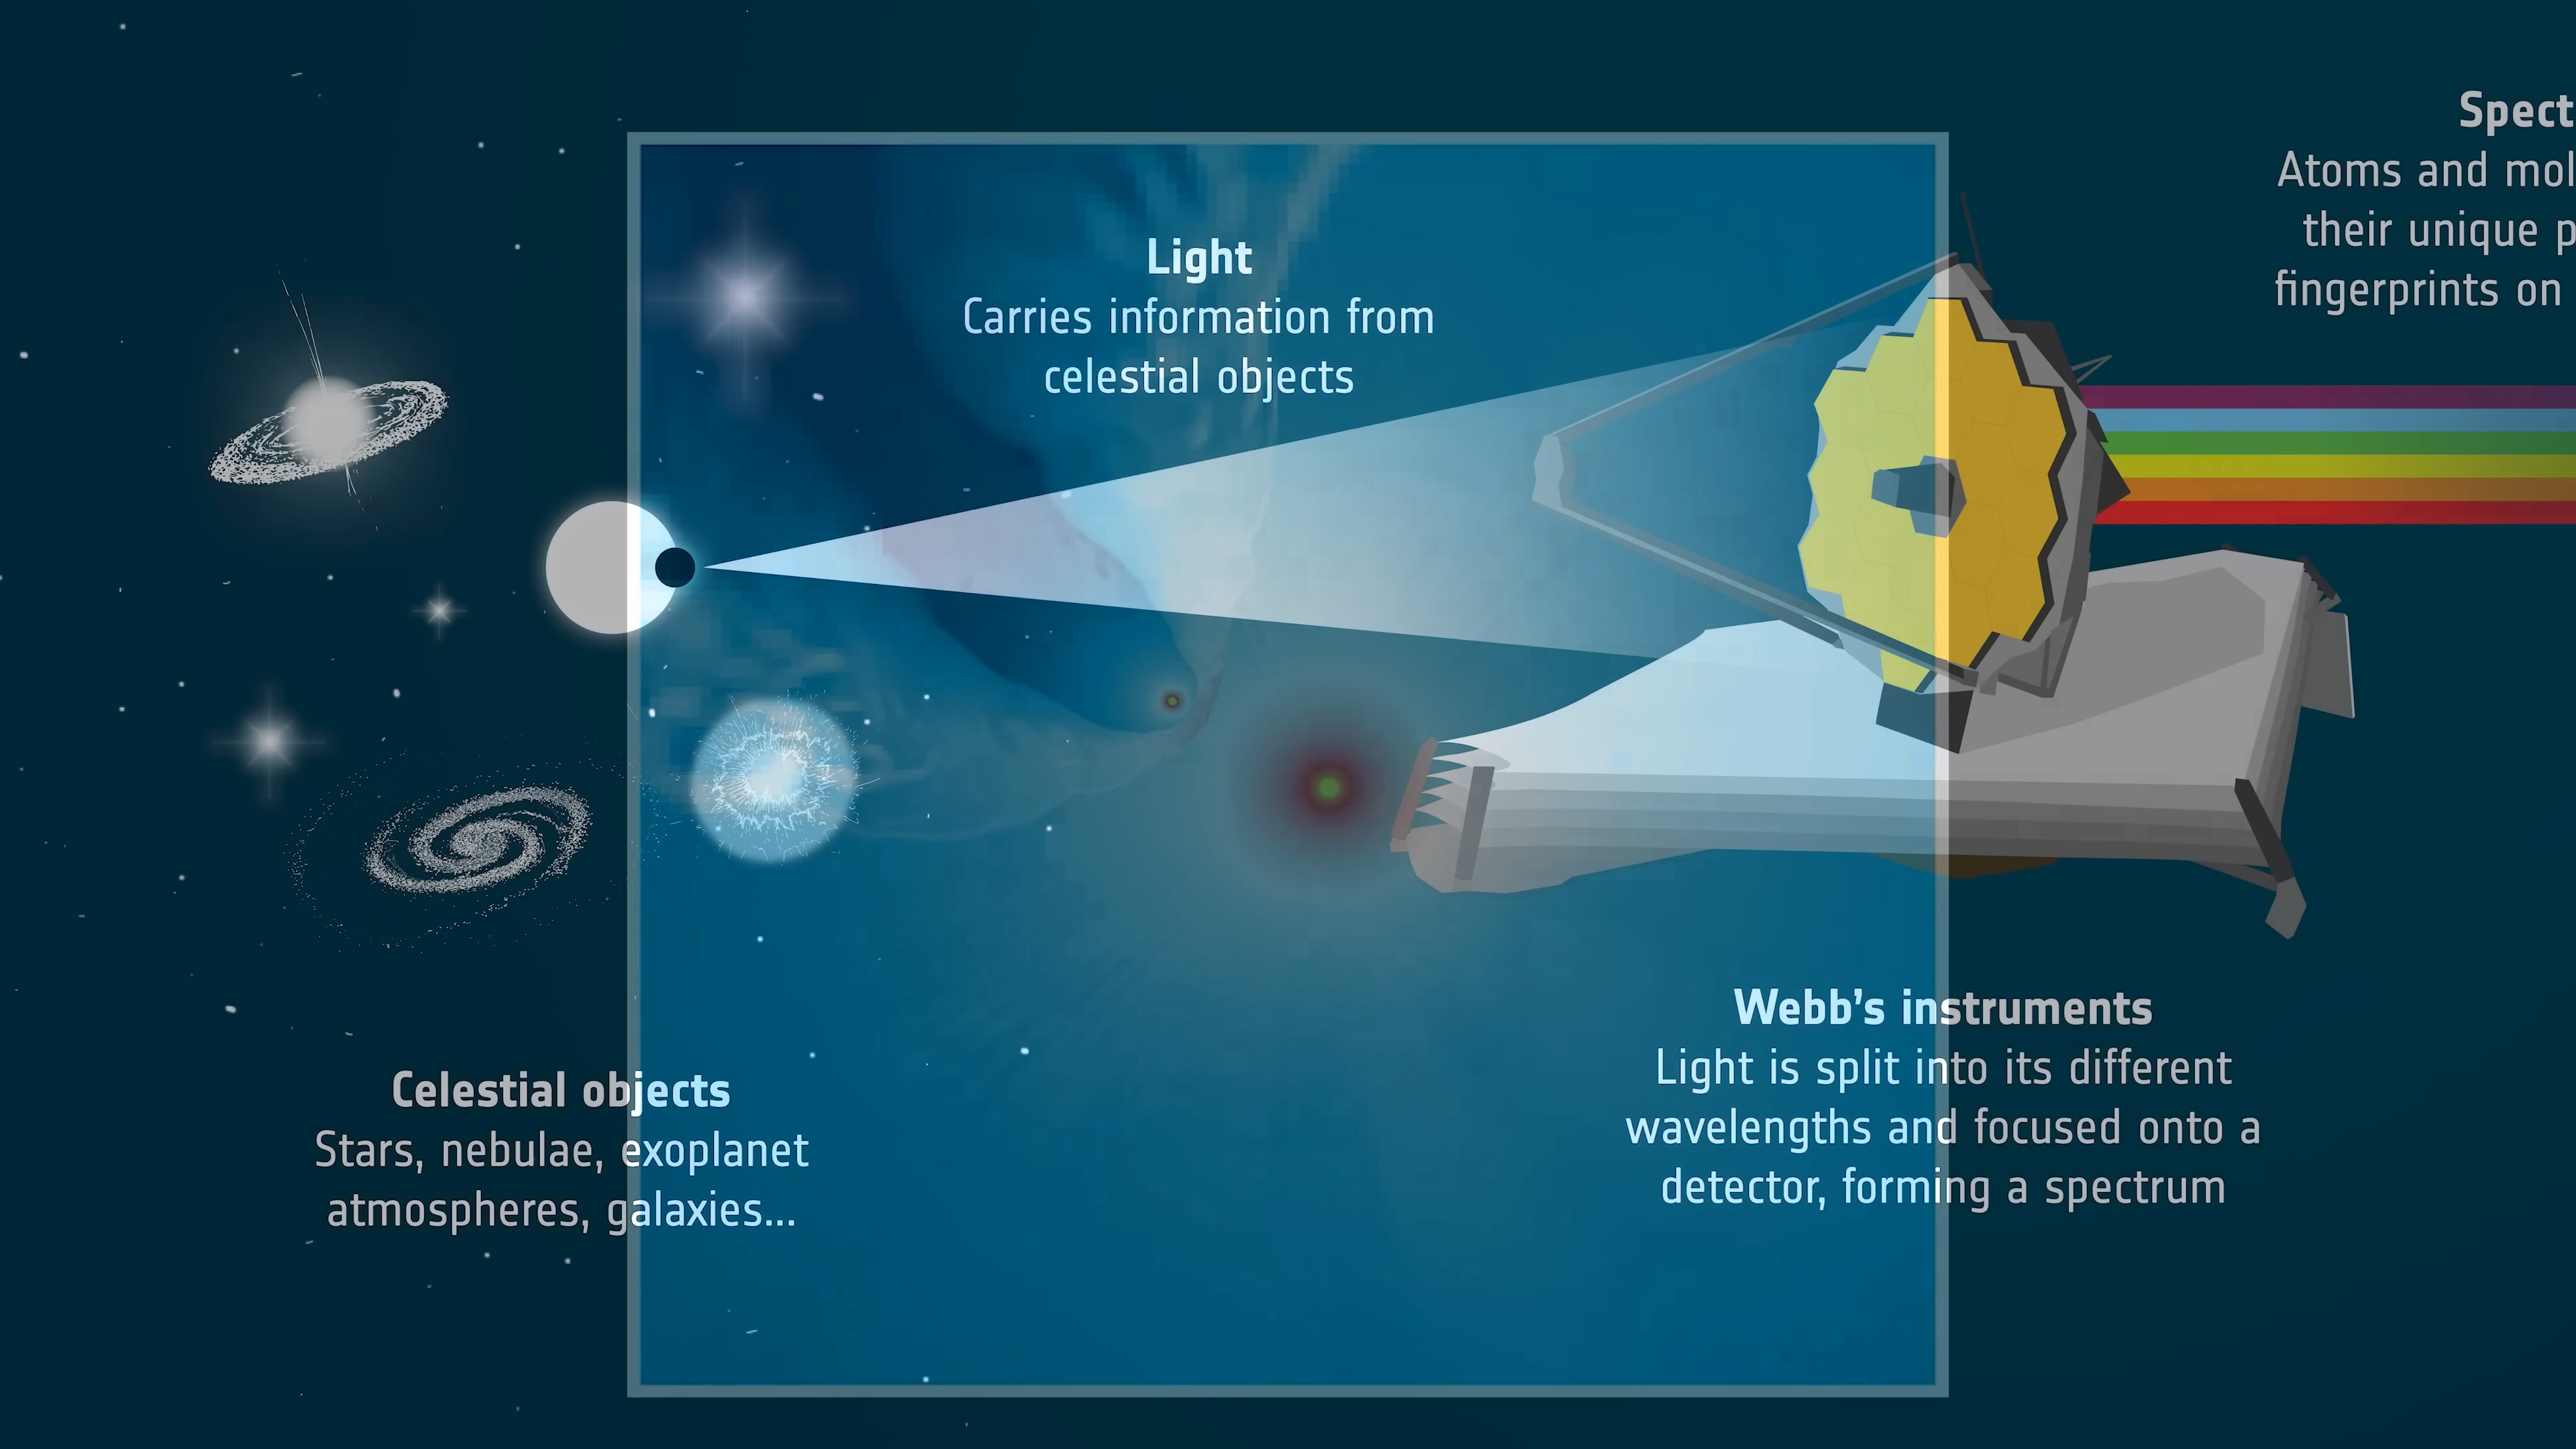 Celestial objects
Stars, nebulae, exoplanet
atmospheres, galaxies...
Light
Carries information from
celestial objects
Webb's instruments
Light is split into its different
wavelengths and focused onto a
detector, forming a spectrum
Spect
Atoms and mol
their unique p
fingerprints on